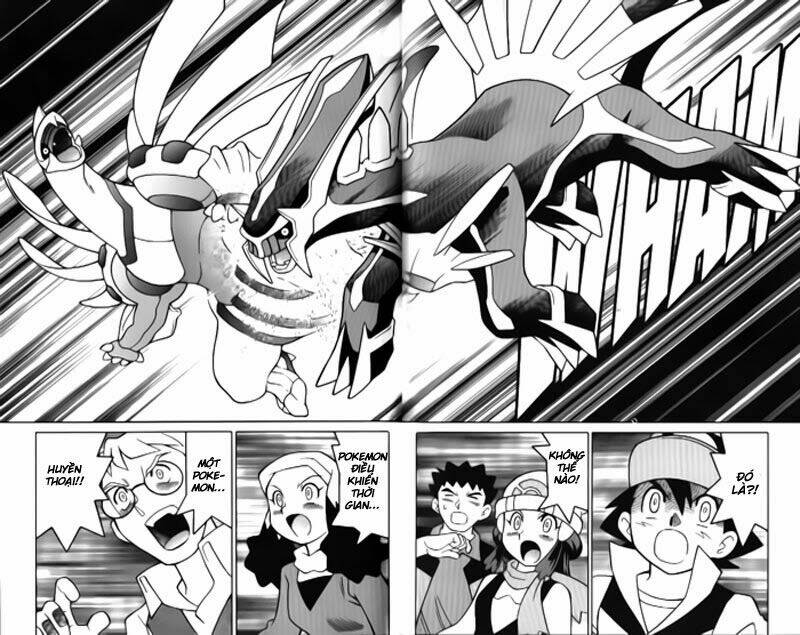 ĐÓ
LÀ?!
KHÔNG
THỂ
NÀO!
POKEMON
ĐIỀU
KHIỂN
THỜI
GIAN...
MỘT
POKE-
MON...
HUYỀN
THOẠI!!